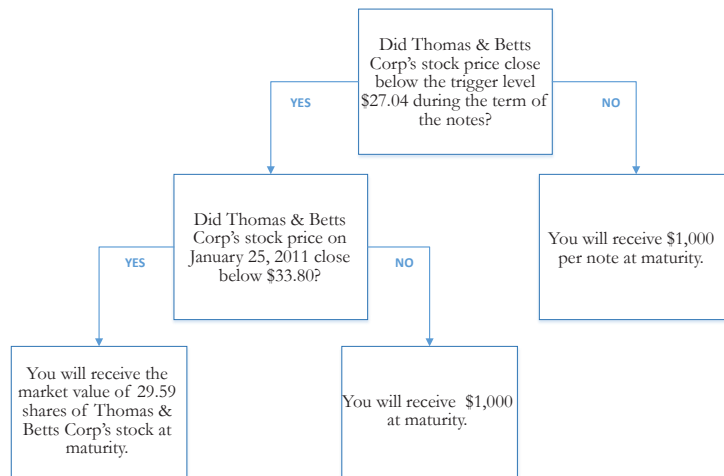 Did Thomas & Betts
Corp's stock price close
below the trigger level
$27.04 during the term of
the notes?
YES
NO
Did Thomas & Betts
Corp's stock price on
January 25, 2011 close
below $33.80?
You will receive $1,000
per note at maturity.
YES
NO
You will receive the
market value of 29.59
shares of Thomas &
Betts Corp's stock at
maturity.
You will receive $1,000
at maturity.